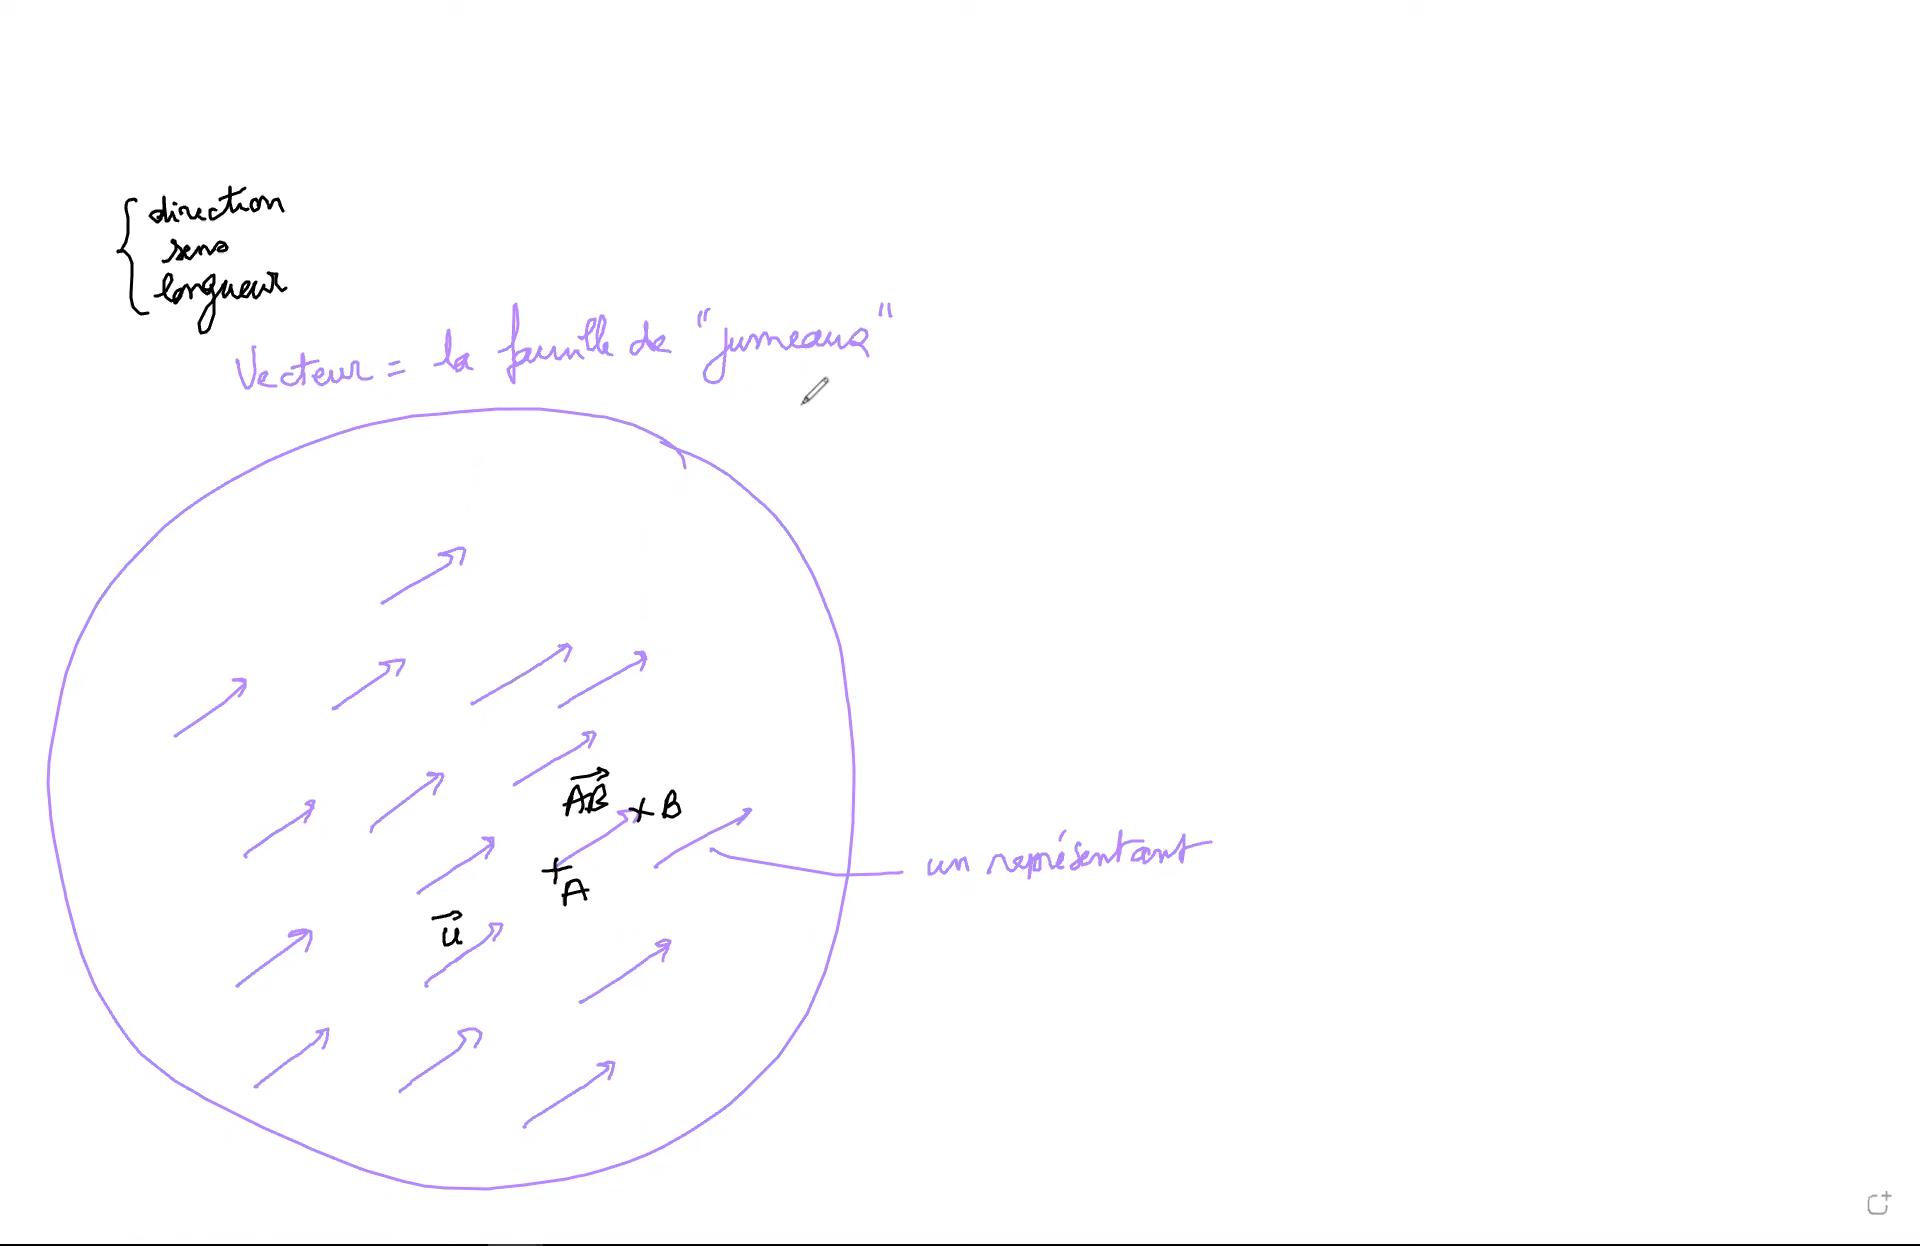 direction
sens
longueur
Vecteur = la famille de "jumeaux"
AB
B
A
un représentant
u